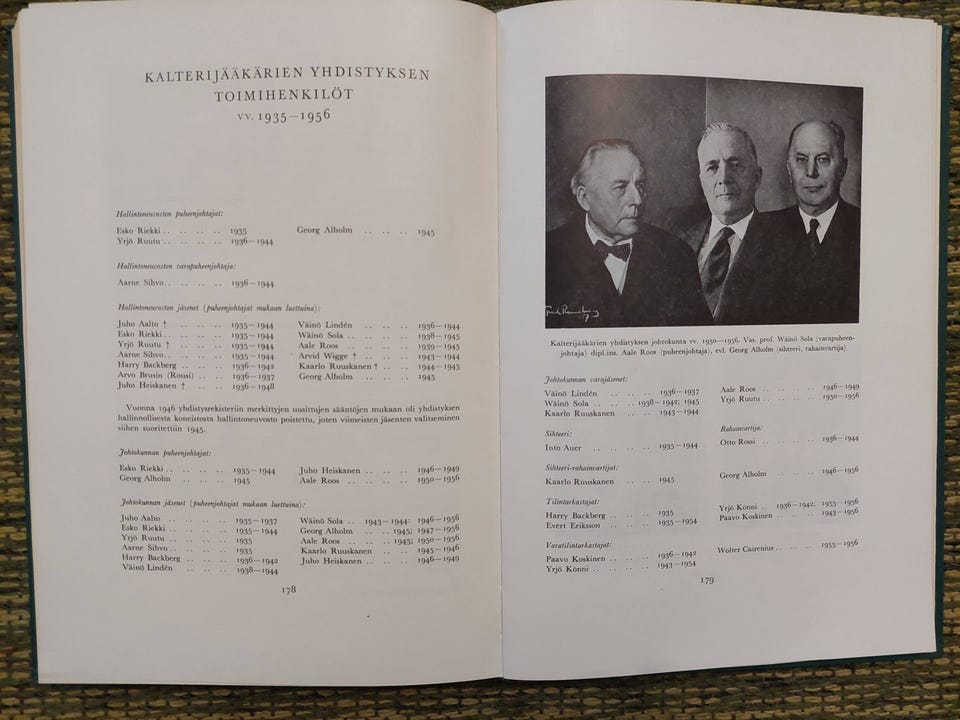 KALTERIJÄÄKÄRIEN YHDISTYKSEN
TOIMIHENKILÖT
VV. 1935—1956
Hallintoneuvoston puheenjohtajat:
Esko Riekki . . . . . . . 1935
Yrjö Ruutu . . . . . . . 1936—1944
Georg Alholm . . . . . . 1945
Hallintoneuvoston varapuheenjohtaja:
Aarne Sihvo . . . . . . . 1936—1944
Hallintoneuvoston jäsenet (puheenjohtajat mukaan luettuina):
Juho Aalto † . . . . . . 1935—1944
Esko Riekki . . . . . . . 1935—1944
Yrjö Ruutu † . . . . . . 1935—1944
Aarne Sihvo . . . . . . . 1935—1944
Harry Backberg . . . . 1936—1942
Arvo Brusin (Rousi) . . . 1936—1937
Juho Heiskanen † . . . . 1936—1948
Väinö Lindén . . . . . . 1936—1944
Wäinö Sola . . . . . . . 1938—1945
Aale Roos . . . . . . . 1939—1945
Arvid Wigge † . . . . . . 1943—1944
Kaarlo Ruuskanen † . . . 1944—1945
Georg Alholm . . . . . . 1945
Vuonna 1946 yhdistysrekisteriin merkittyjen uusittujen sääntöjen mukaan oli yhdistyksen
hallinnollisesta koneistosta hallintoneuvosto poistettu, joten viimeisten jäsenten valitseminen
siihen suoritettiin 1945.
Johtokunnan puheenjohtajat:
Esko Riekki . . . . . . . 1935—1944
Georg Alholm . . . . . . 1945
Juho Heiskanen . . . . . 1946—1949
Aale Roos . . . . . . . 1950—1956
Johtokunnan jäsenet (puheenjohtajat mukaan luettuina):
Juho Aalto . . . . . . . 1935—1937
Esko Riekki . . . . . . . 1935—1944
Yrjö Ruutu . . . . . . . 1935
Aarne Sihvo . . . . . . . 1935
Harry Backberg . . . . 1936—1942
Väinö Lindén . . . . . . 1938—1944
Wäinö Sola . . . 1943—1944; 1946—1956
Georg Alholm . . . . 1945; 1947—1956
Aale Roos . . . . . 1945; 1950—1956
Kaarlo Ruuskanen . . . . 1945—1946
Juho Heiskanen . . . . . 1946—1949
178
Kalterijääkärien yhdistyksen johtokunta vv. 1950—1956. Vas. prof. Wäinö Sola (varapuheen-
johtaja) dipl.ins. Aale Roos (puheenjohtaja), evl. Georg Alholm (sihteeri, rahainvartija)
Johtokunnan varajäsenet:
Väinö Lindén . . . . . . 1936—1937
Wäinö Sola . . . . 1938—1942; 1945
Kaarlo Ruuskanen . . . . 1943—1944
Aale Roos . . . . . . . 1946—1949
Yrjö Ruutu . . . . . . . 1950—1956
Sihteeri:
Into Auer . . . . . . . 1935—1944
Rahainvartija:
Otto Rossi . . . . . . . 1936—1944
Sihteeri-rahainvartijat:
Kaarlo Ruuskanen . . . . 1945
Georg Alholm . . . . . . 1946—1956
Tilintarkastajat:
Harry Backberg . . . . 1935
Evert Eriksson . . . . . 1935—1954
Yrjö Könni . . 1936—1942; 1955—1956
Paavo Koskinen . . . . . 1943—1956
Varatilintarkastajat:
Paavo Koskinen . . . . . 1936—1942
Yrjö Könni . . . . . . . 1943—1954
Wolter Cairenius . . . . . 1955—1956
179